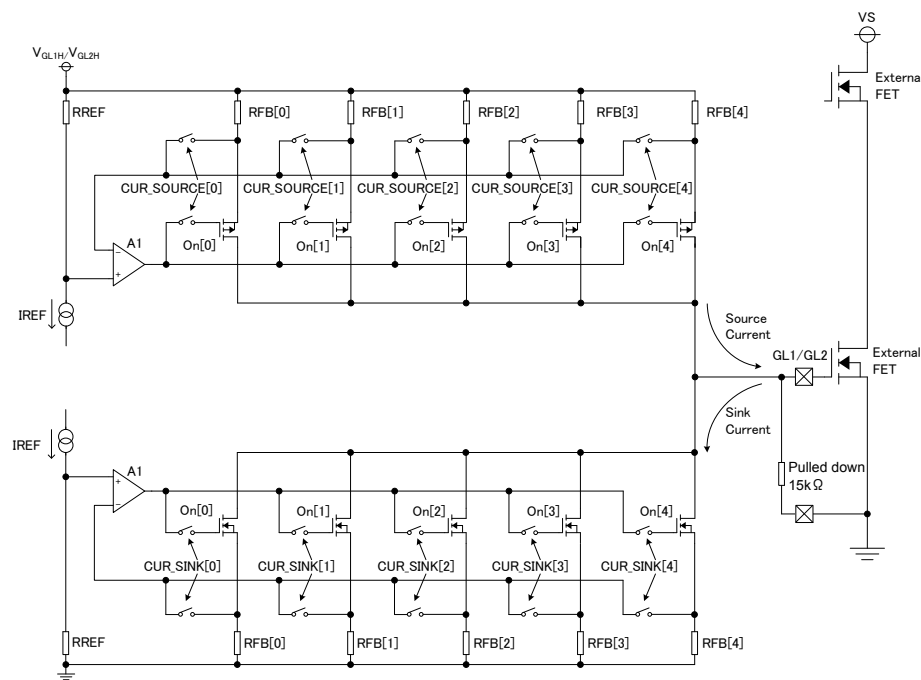 VS
V_GL1H/V_GL2H
External
FET
RREF
RFB[0]
RFB[1]
RFB[2]
RFB[3]
RFB[4]
CUR_SOURCE[0]
CUR_SOURCE[1]
CUR_SOURCE[2]
CUR_SOURCE[3]
CUR_SOURCE[4]
A1
On[0]
On[1]
On[2]
On[3]
On[4]
−
+
IREF
Source
Current
GL1/GL2
External
FET
Sink
Current
IREF
A1
+
−
On[0]
On[1]
On[2]
On[3]
On[4]
Pulled down
15kΩ
CUR_SINK[0]
CUR_SINK[1]
CUR_SINK[2]
CUR_SINK[3]
CUR_SINK[4]
RREF
RFB[0]
RFB[1]
RFB[2]
RFB[3]
RFB[4]